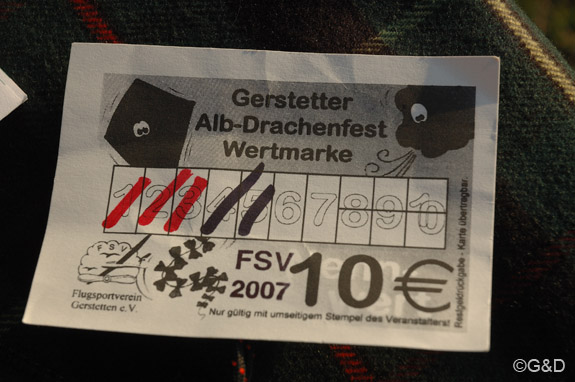 Gerstetter
Alb-Drachenfest
Wertmarke
1 2 3 4 5 6 7 8 9 10
FSV
FSV
2007
10€
Flugsportverein
Gerstetten e.V.
Nur gültig mit umseitigem Stempel des Veranstalters!
Restgeldrückgabe - Karte übertragbar.
©G&D